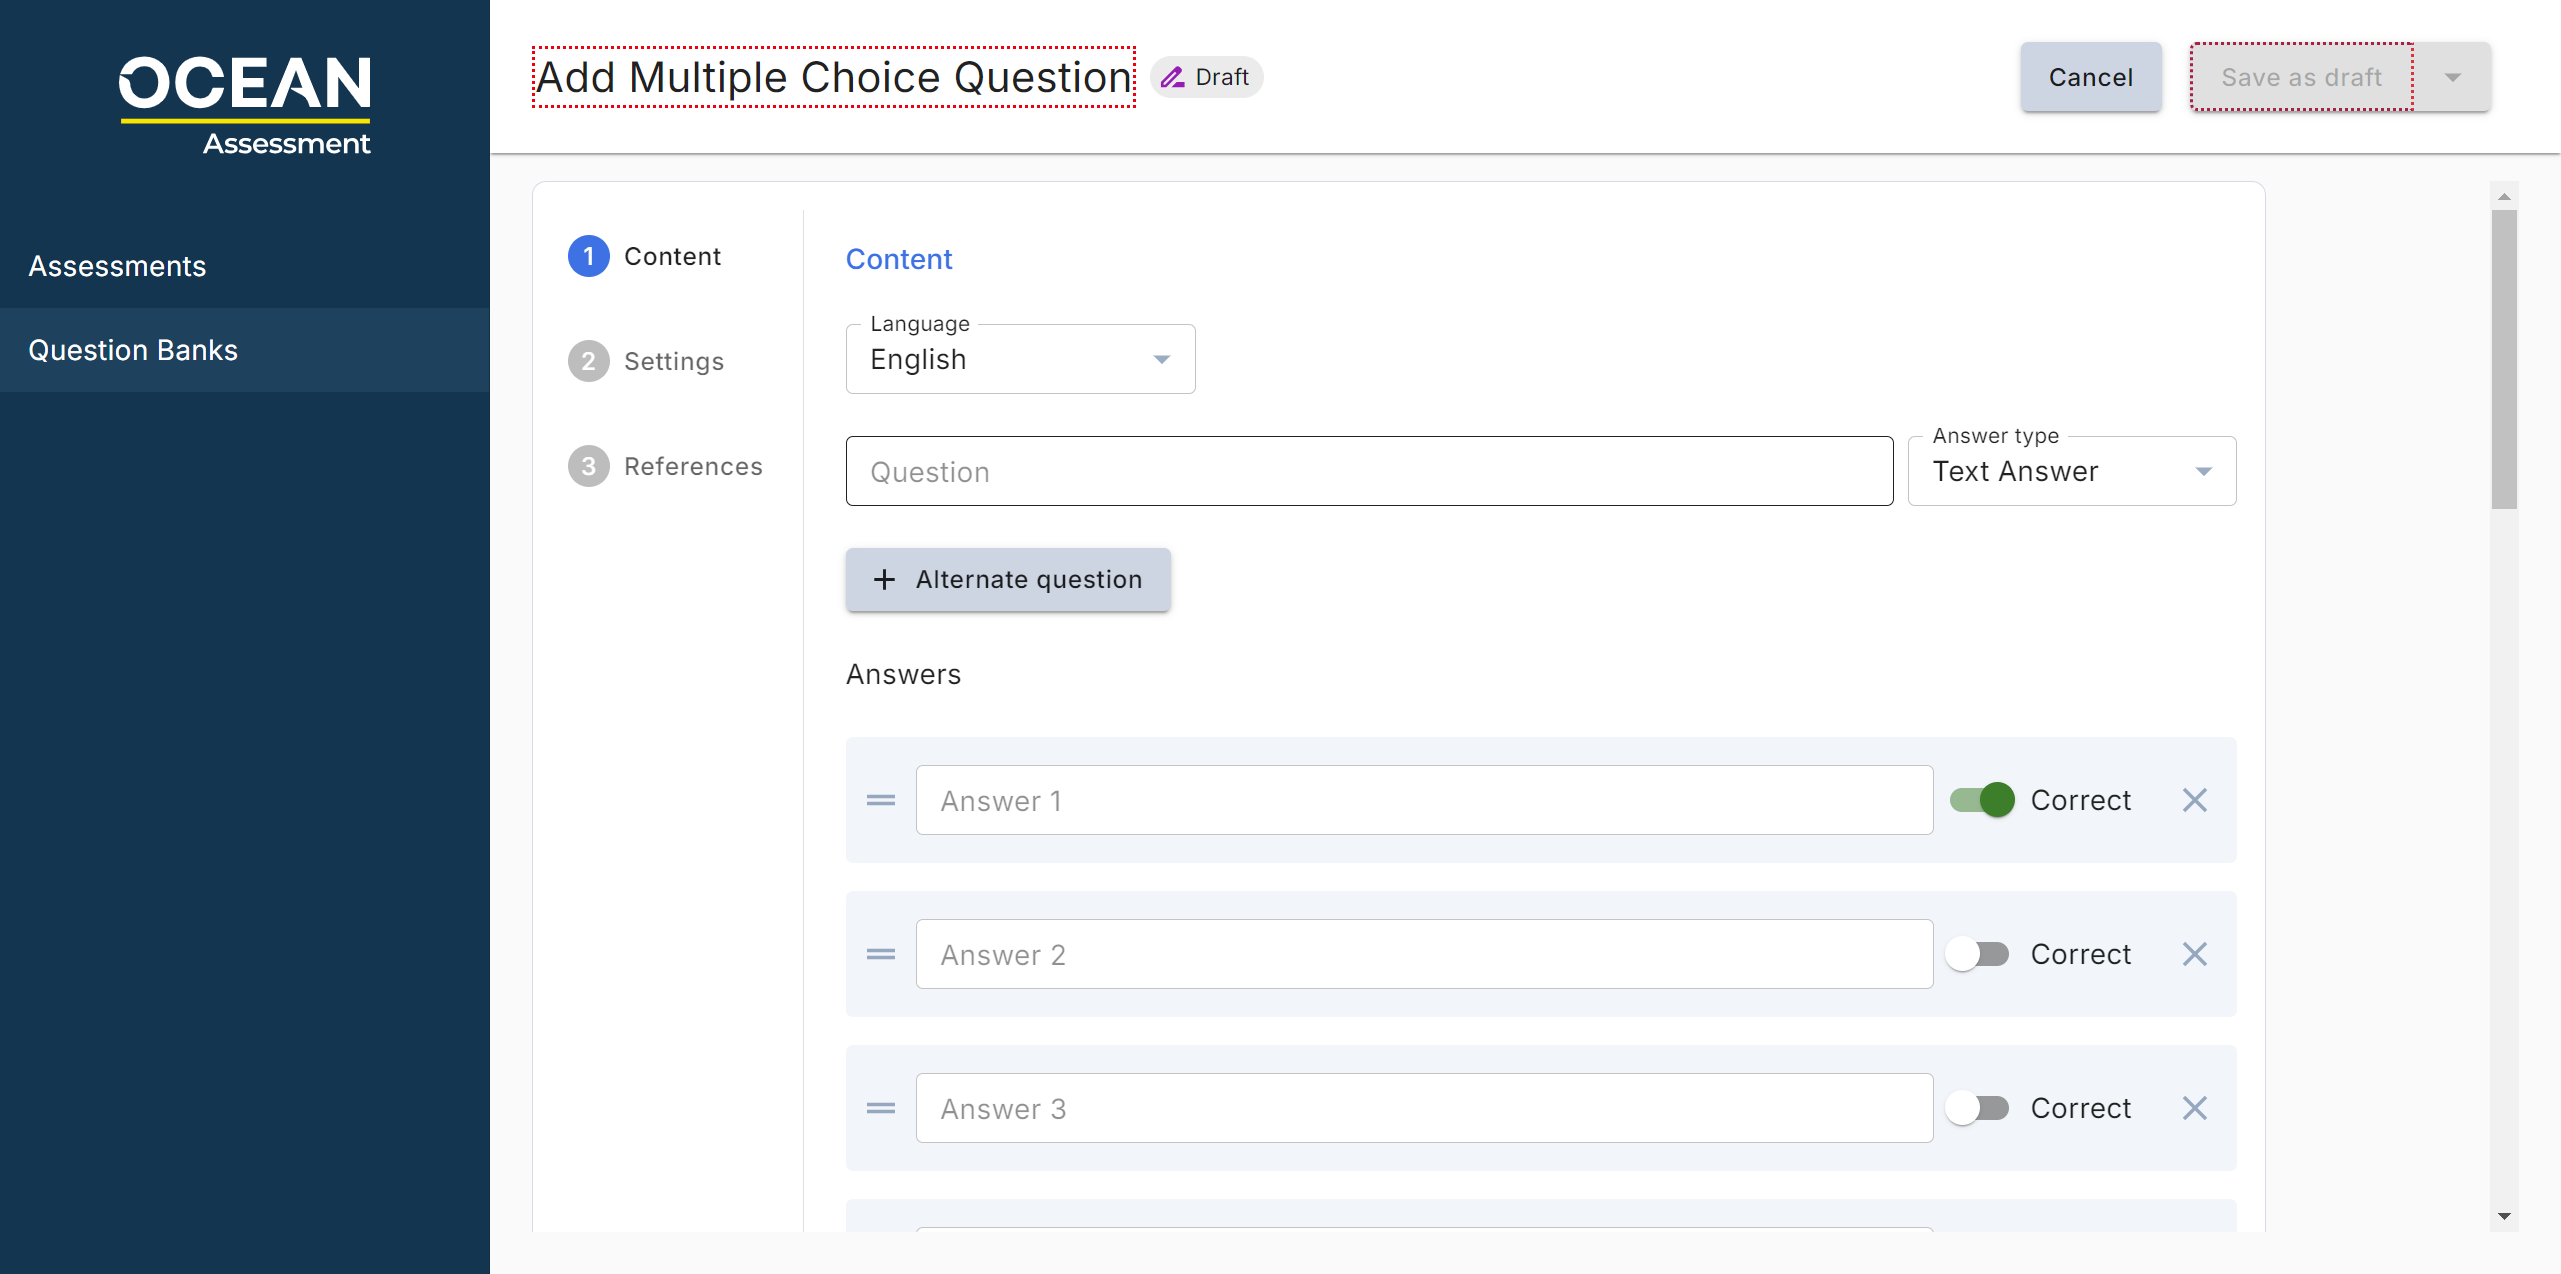 OCEAN
Assessment
Assessments
Question Banks
Add Multiple Choice Question
Draft
Cancel
Save as draft
1 Content
2 Settings
3 References
Content
Language
English
Question
Answer type
Text Answer
+ Alternate question
Answers
Answer 1
Correct
Answer 2
Correct
Answer 3
Correct